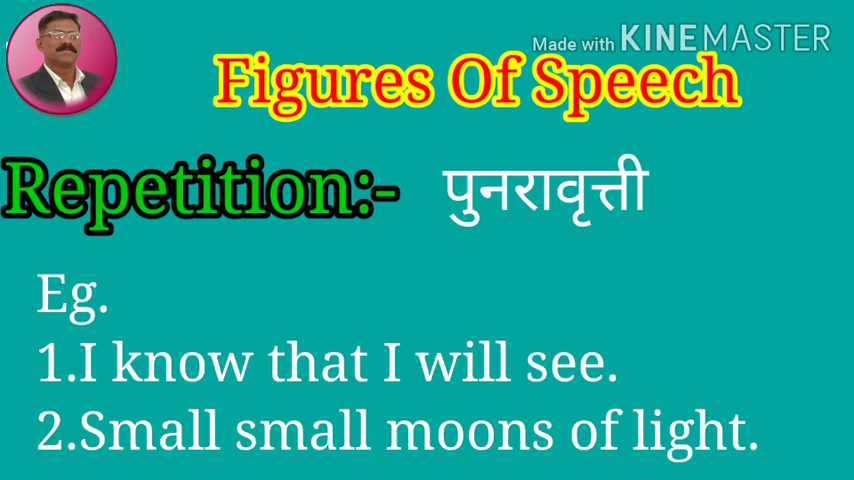 Made with KINEMASTER
Figures Of Speech
Repetition:- पुनरावृत्ती
Eg.
1.I know that I will see.
2.Small small moons of light.